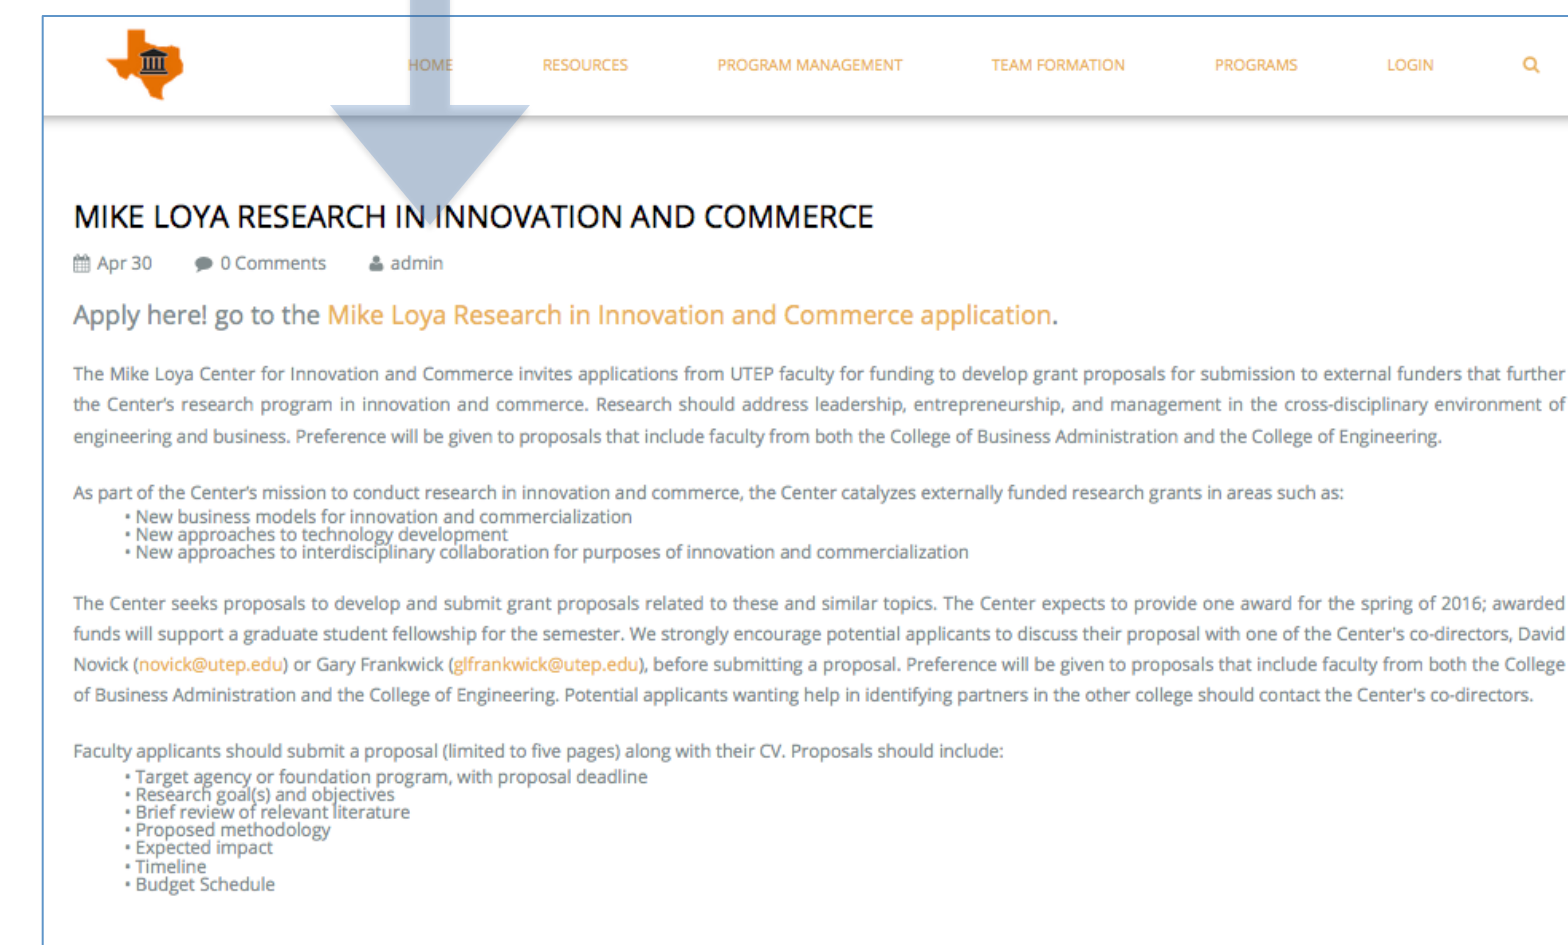 HOME RESOURCES PROGRAM MANAGEMENT TEAM FORMATION PROGRAMS LOGIN
MIKE LOYA RESEARCH IN INNOVATION AND COMMERCE
Apr 30 0 Comments admin
Apply here! go to the Mike Loya Research in Innovation and Commerce application.
The Mike Loya Center for Innovation and Commerce invites applications from UTEP faculty for funding to develop grant proposals for submission to external funders that further
the Center's research program in innovation and commerce. Research should address leadership, entrepreneurship, and management in the cross-disciplinary environment of
engineering and business. Preference will be given to proposals that include faculty from both the College of Business Administration and the College of Engineering.
As part of the Center's mission to conduct research in innovation and commerce, the Center catalyzes externally funded research grants in areas such as:
• New business models for innovation and commercialization
• New approaches to technology development
• New approaches to interdisciplinary collaboration for purposes of innovation and commercialization
The Center seeks proposals to develop and submit grant proposals related to these and similar topics. The Center expects to provide one award for the spring of 2016; awarded
funds will support a graduate student fellowship for the semester. We strongly encourage potential applicants to discuss their proposal with one of the Center's co-directors, David
Novick (novick@utep.edu) or Gary Frankwick (glfrankwick@utep.edu), before submitting a proposal. Preference will be given to proposals that include faculty from both the College
of Business Administration and the College of Engineering. Potential applicants wanting help in identifying partners in the other college should contact the Center's co-directors.
Faculty applicants should submit a proposal (limited to five pages) along with their CV. Proposals should include:
• Target agency or foundation program, with proposal deadline
• Research goal(s) and objectives
• Brief review of relevant literature
• Proposed methodology
• Expected impact
• Timeline
• Budget Schedule